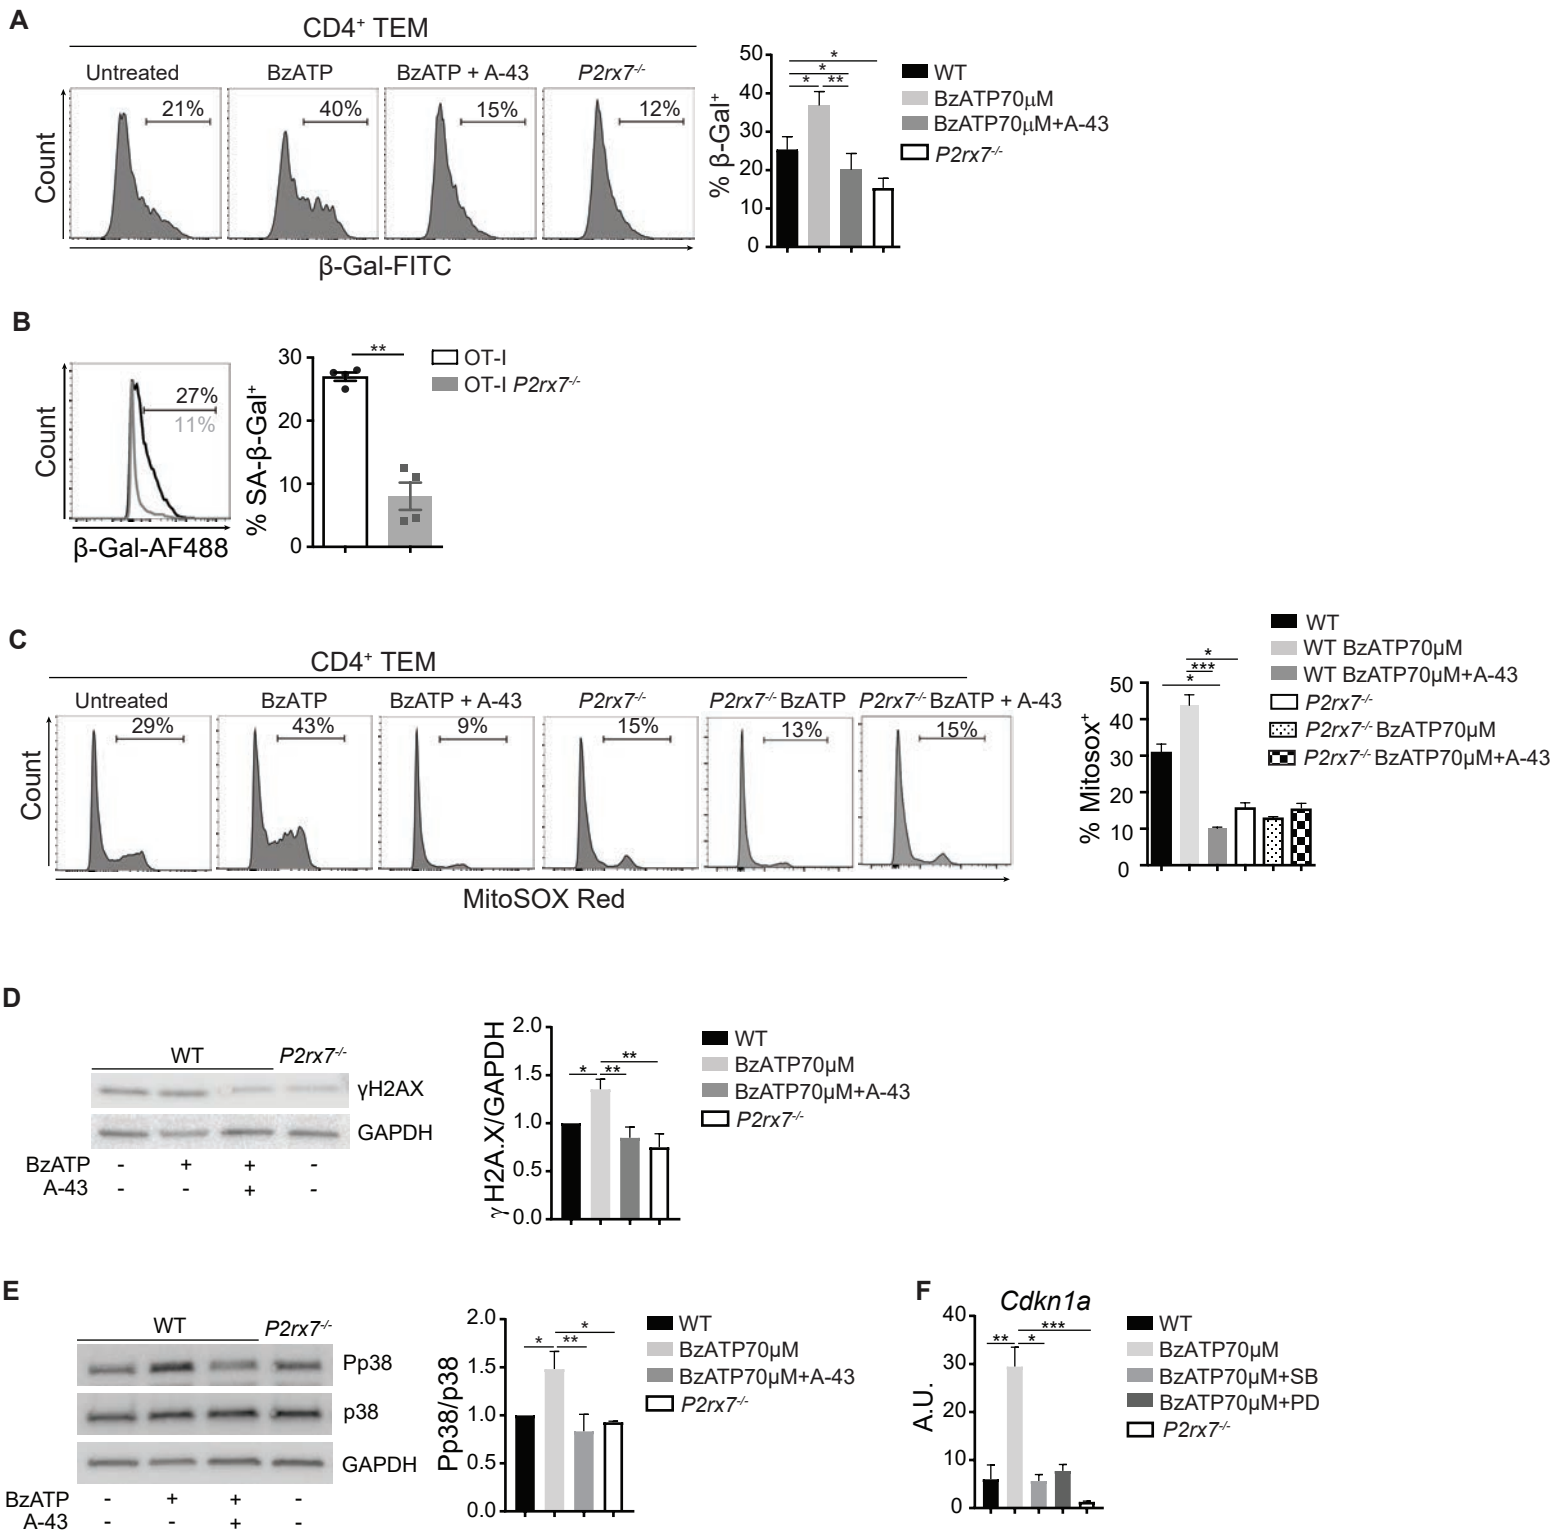 A
CD4⁺ TEM
Untreated BzATP BzATP + A-43 P2rx7⁻/⁻
21% 40% 15% 12%
Count
β-Gal-FITC
% β-Gal⁺
50
40
30
20
10
0
*
*
* **
WT
BzATP70μM
BzATP70μM+A-43
P2rx7⁻/⁻
B
Count
27%
11%
β-Gal-AF488
% SA-β-Gal⁺
30
20
10
0
**
OT-I
OT-I P2rx7⁻/⁻
C
CD4⁺ TEM
Untreated BzATP BzATP + A-43 P2rx7⁻/⁻ P2rx7⁻/⁻ BzATP P2rx7⁻/⁻ BzATP + A-43
29% 43% 9% 15% 13% 15%
Count
MitoSOX Red
% Mitosox⁺
50
40
30
20
10
0
*
***
*
WT
WT BzATP70μM
WT BzATP70μM+A-43
P2rx7⁻/⁻
P2rx7⁻/⁻ BzATP70μM
P2rx7⁻/⁻ BzATP70μM+A-43
D
WT P2rx7⁻/⁻
γH2AX
GAPDH
BzATP - + + -
A-43 - - + -
γ H2A.X/GAPDH
2.0
1.5
1.0
0.5
0.0
**
* **
WT
BzATP70μM
BzATP70μM+A-43
P2rx7⁻/⁻
E
WT P2rx7⁻/⁻
Pp38
p38
GAPDH
BzATP - + + -
A-43 - - + -
Pp38/p38
2.0
1.5
1.0
0.5
0.0
*
* **
WT
BzATP70μM
BzATP70μM+A-43
P2rx7⁻/⁻
F
Cdkn1a
A.U.
40
30
20
10
0
***
** *
WT
BzATP70μM
BzATP70μM+SB
BzATP70μM+PD
P2rx7⁻/⁻